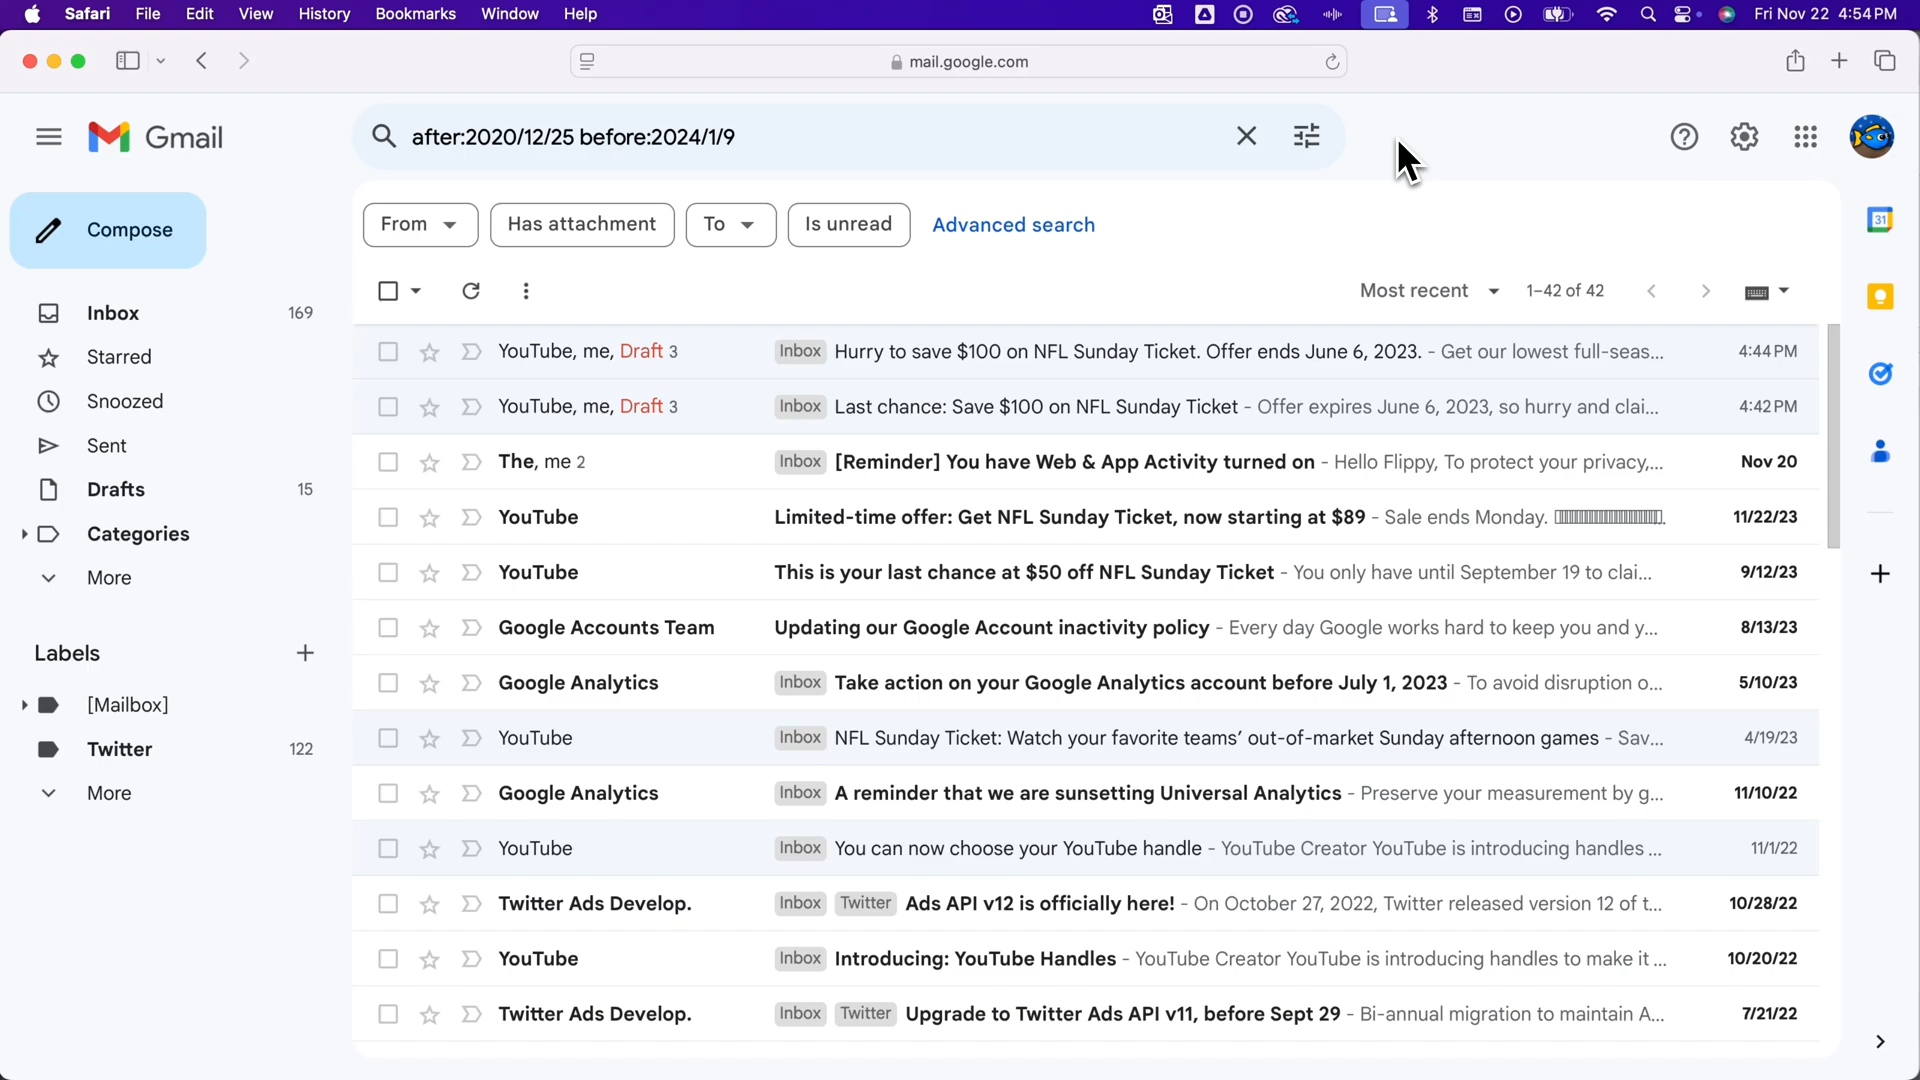 Safari File Edit View History Bookmarks Window Help Fri Nov 22 4:54 PM
mail.google.com
Gmail after:2020/12/25 before:2024/1/9
Compose
From Has attachment To Is unread Advanced search
Most recent 1–42 of 42
Inbox 169
Starred
Snoozed
Sent
Drafts 15
Categories
More
Labels
[Mailbox]
Twitter 122
More
YouTube, me, Draft 3 Inbox Hurry to save $100 on NFL Sunday Ticket. Offer ends June 6, 2023. - Get our lowest full-seas... 4:44 PM
YouTube, me, Draft 3 Inbox Last chance: Save $100 on NFL Sunday Ticket - Offer expires June 6, 2023, so hurry and clai... 4:42 PM
The, me 2 Inbox [Reminder] You have Web & App Activity turned on - Hello Flippy, To protect your privacy,... Nov 20
YouTube Limited-time offer: Get NFL Sunday Ticket, now starting at $89 - Sale ends Monday. 11/22/23
YouTube This is your last chance at $50 off NFL Sunday Ticket - You only have until September 19 to clai... 9/12/23
Google Accounts Team Updating our Google Account inactivity policy - Every day Google works hard to keep you and y... 8/13/23
Google Analytics Inbox Take action on your Google Analytics account before July 1, 2023 - To avoid disruption o... 5/10/23
YouTube Inbox NFL Sunday Ticket: Watch your favorite teams’ out-of-market Sunday afternoon games - Sav... 4/19/23
Google Analytics Inbox A reminder that we are sunsetting Universal Analytics - Preserve your measurement by g... 11/10/22
YouTube Inbox You can now choose your YouTube handle - YouTube Creator YouTube is introducing handles ... 11/1/22
Twitter Ads Develop. Inbox Twitter Ads API v12 is officially here! - On October 27, 2022, Twitter released version 12 of t... 10/28/22
YouTube Inbox Introducing: YouTube Handles - YouTube Creator YouTube is introducing handles to make it ... 10/20/22
Twitter Ads Develop. Inbox Twitter Upgrade to Twitter Ads API v11, before Sept 29 - Bi-annual migration to maintain A... 7/21/22
31